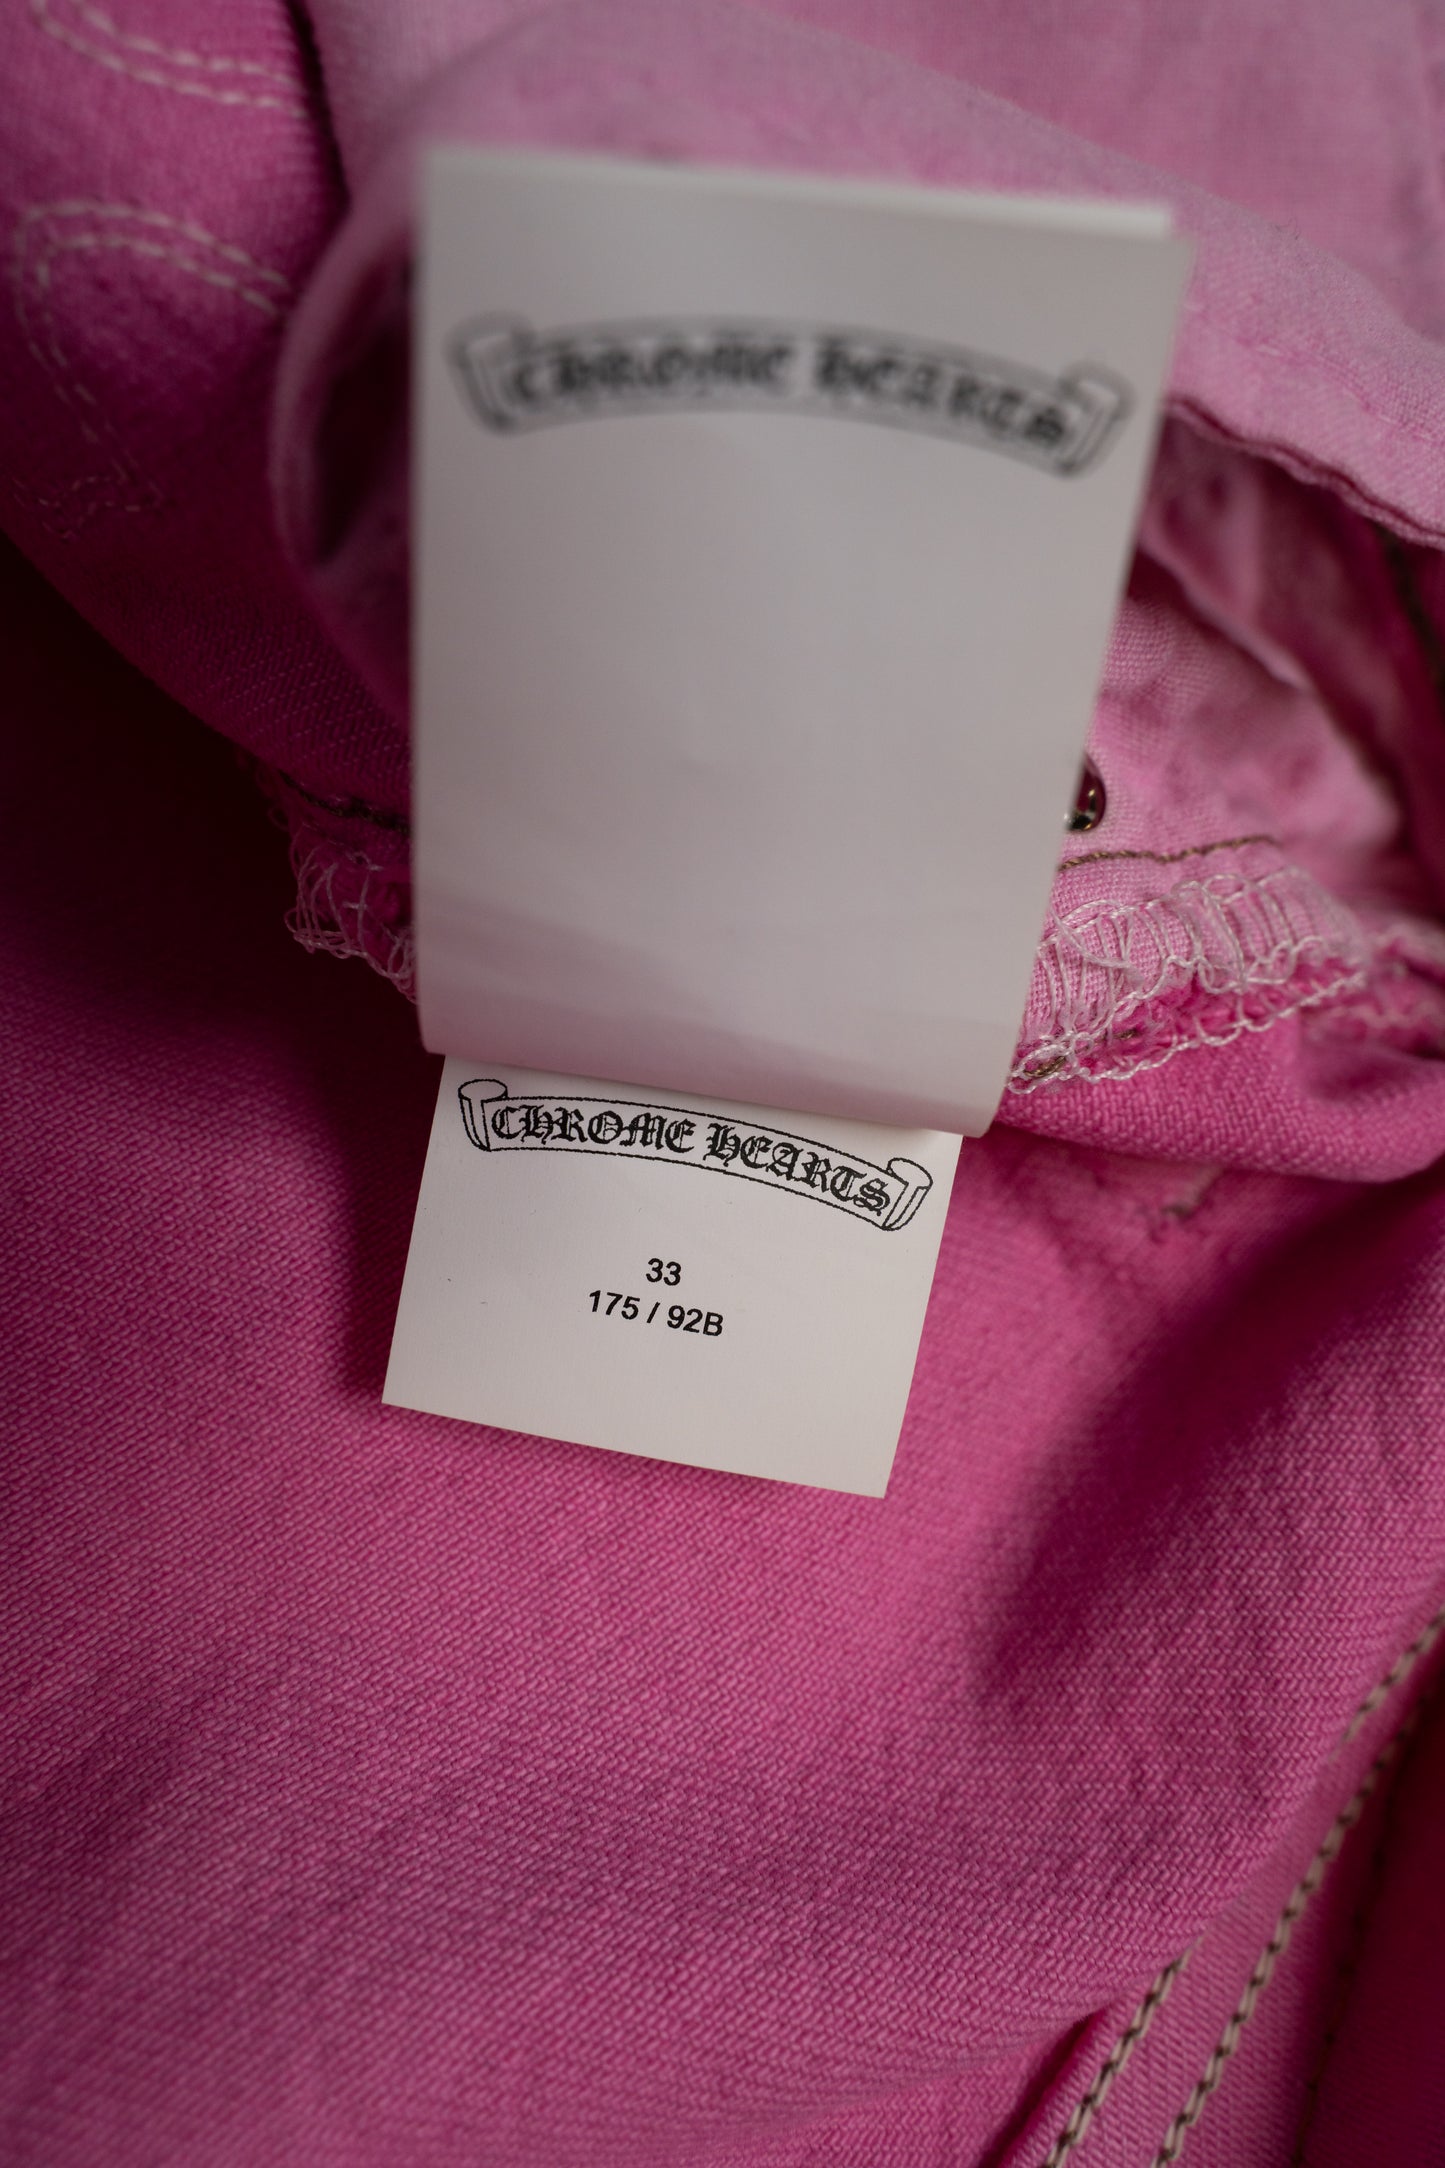 CHROME HEARTS
CHROME HEARTS
33
175 / 92B